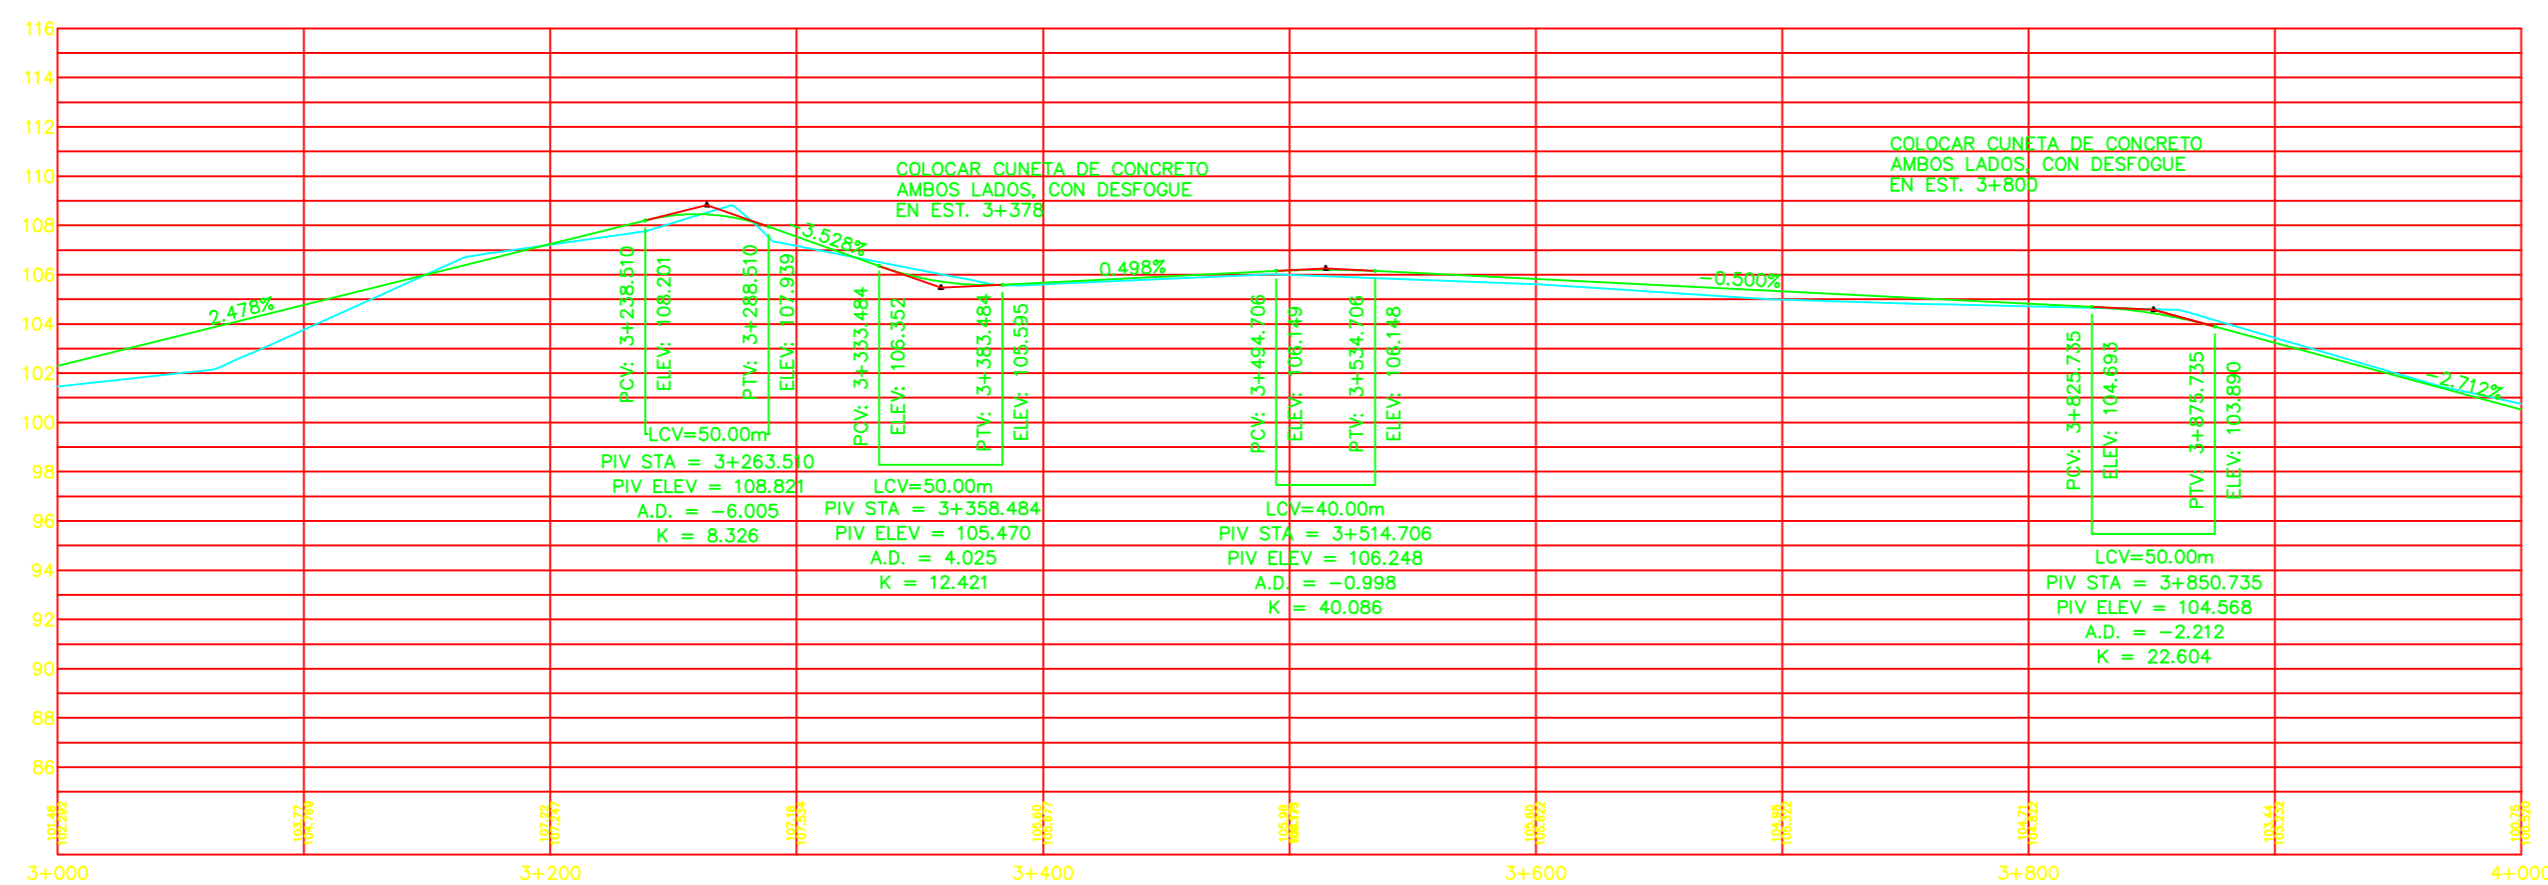 116
114
112
110
108
106
104
102
100
98
96
94
92
90
88
86
2.478%
PCV: 3+238.510
ELEV: 108.201
PTV: 3+288.510
ELEV: 107.939
LCV=50.00m
PIV STA = 3+263.510
PIV ELEV = 108.821
A.D. = -6.005
K = 8.326
-3.528%
COLOCAR CUNETA DE CONCRETO
AMBOS LADOS, CON DESFOGUE
EN EST. 3+378
PCV: 3+333.484
ELEV: 106.352
PTV: 3+383.484
ELEV: 105.595
LCV=50.00m
PIV STA = 3+358.484
PIV ELEV = 105.470
A.D. = 4.025
K = 12.421
0.498%
PCV: 3+494.706
ELEV: 106.149
PTV: 3+534.706
ELEV: 106.148
LCV=40.00m
PIV STA = 3+514.706
PIV ELEV = 106.248
A.D. = -0.998
K = 40.086
-0.500%
COLOCAR CUNETA DE CONCRETO
AMBOS LADOS, CON DESFOGUE
EN EST. 3+800
PCV: 3+825.735
ELEV: 104.693
PTV: 3+875.735
ELEV: 103.890
LCV=50.00m
PIV STA = 3+850.735
PIV ELEV = 104.568
A.D. = -2.212
K = 22.604
-2.712%
3+000
3+200
3+400
3+600
3+800
4+000